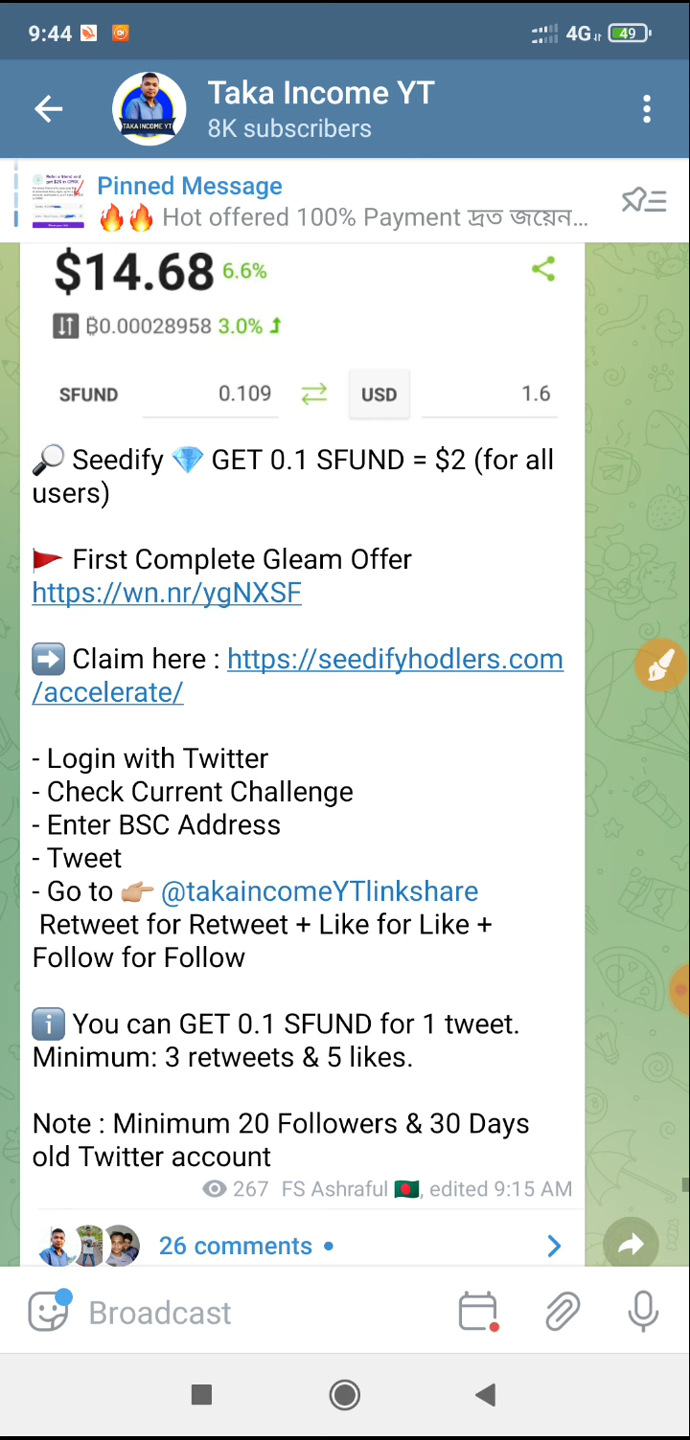 9:44
4G
49
TAKA INCOME YT
Taka Income YT
8K subscribers
Pinned Message
🔥🔥 Hot offered 100% Payment দ্রত জয়েন...
$14.68 6.6%
₿0.00028958 3.0%
SFUND 0.109 USD 1.6
🔎 Seedify 💎 GET 0.1 SFUND = $2 (for all
users)
🚩 First Complete Gleam Offer
https://wn.nr/ygNXSF
➡️ Claim here : https://seedifyhodlers.com
/accelerate/
- Login with Twitter
- Check Current Challenge
- Enter BSC Address
- Tweet
- Go to 👉🏼 @takaincomeYTlinkshare
Retweet for Retweet + Like for Like +
Follow for Follow
ℹ️ You can GET 0.1 SFUND for 1 tweet.
Minimum: 3 retweets & 5 likes.
Note : Minimum 20 Followers & 30 Days
old Twitter account
267 FS Ashraful 🇧🇩, edited 9:15 AM
26 comments
Broadcast